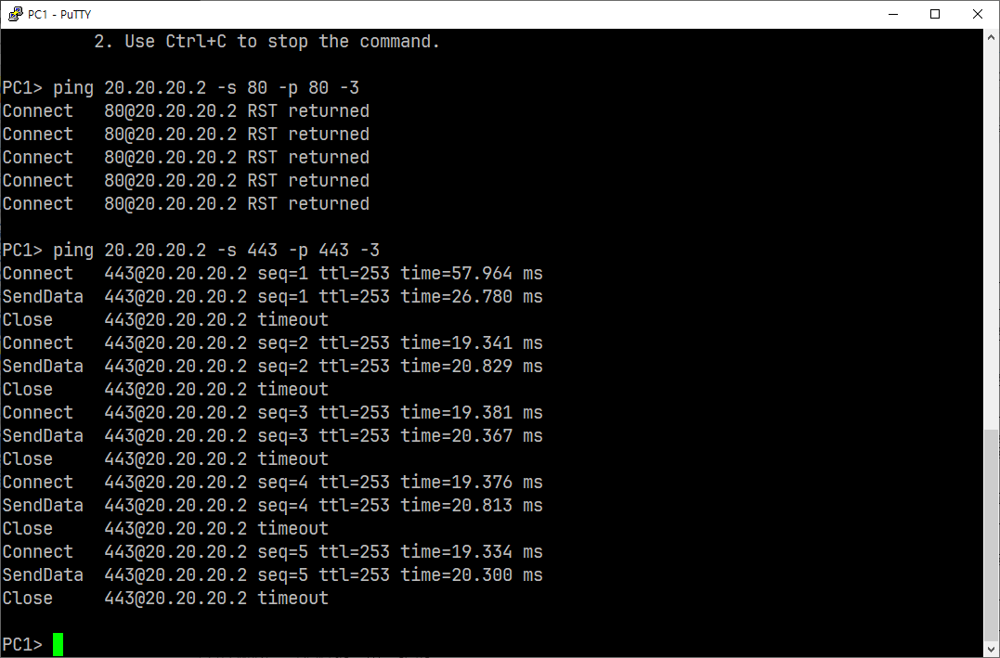 PC1 - PuTTY
2. Use Ctrl+C to stop the command.
PC1> ping 20.20.20.2 -s 80 -p 80 -3
Connect 80@20.20.20.2 RST returned
Connect 80@20.20.20.2 RST returned
Connect 80@20.20.20.2 RST returned
Connect 80@20.20.20.2 RST returned
Connect 80@20.20.20.2 RST returned
PC1> ping 20.20.20.2 -s 443 -p 443 -3
Connect 443@20.20.20.2 seq=1 ttl=253 time=57.964 ms
SendData 443@20.20.20.2 seq=1 ttl=253 time=26.780 ms
Close 443@20.20.20.2 timeout
Connect 443@20.20.20.2 seq=2 ttl=253 time=19.341 ms
SendData 443@20.20.20.2 seq=2 ttl=253 time=20.829 ms
Close 443@20.20.20.2 timeout
Connect 443@20.20.20.2 seq=3 ttl=253 time=19.381 ms
SendData 443@20.20.20.2 seq=3 ttl=253 time=20.367 ms
Close 443@20.20.20.2 timeout
Connect 443@20.20.20.2 seq=4 ttl=253 time=19.376 ms
SendData 443@20.20.20.2 seq=4 ttl=253 time=20.813 ms
Close 443@20.20.20.2 timeout
Connect 443@20.20.20.2 seq=5 ttl=253 time=19.334 ms
SendData 443@20.20.20.2 seq=5 ttl=253 time=20.300 ms
Close 443@20.20.20.2 timeout
PC1>